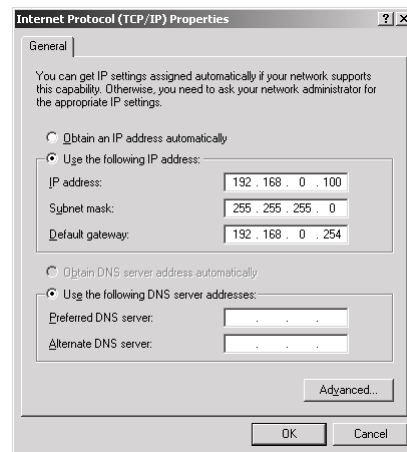 Internet Protocol (TCP/IP) Properties
General
You can get IP settings assigned automatically if your network supports
this capability. Otherwise, you need to ask your network administrator for
the appropriate IP settings.
Obtain an IP address automatically
Use the following IP address:
IP address: 192 . 168 . 0 . 100
Subnet mask: 255 . 255 . 255 . 0
Default gateway: 192 . 168 . 0 . 254
Obtain DNS server address automatically
Use the following DNS server addresses:
Preferred DNS server: . . .
Alternate DNS server: . . .
Advanced...
OK Cancel